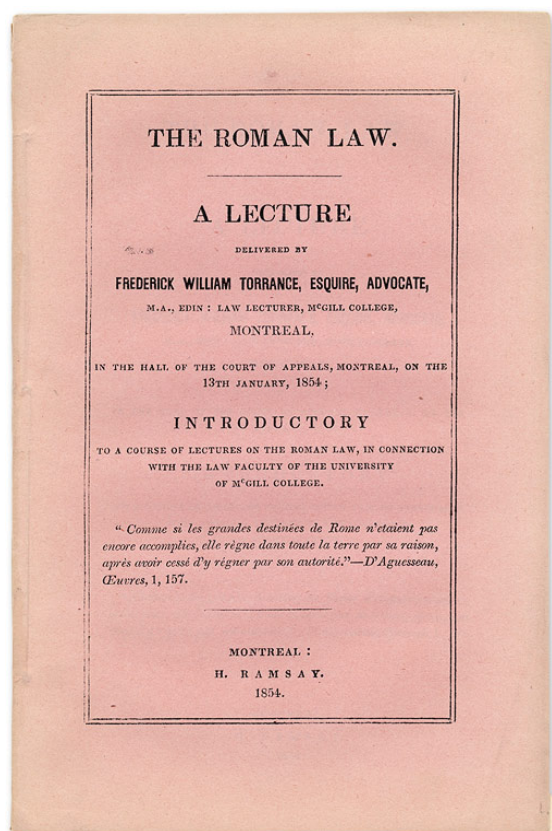 THE ROMAN LAW.
A LECTURE
DELIVERED BY
FREDERICK WILLIAM TORRANCE, ESQUIRE, ADVOCATE,
M.A., EDIN : LAW LECTURER, McGILL COLLEGE,
MONTREAL,
IN THE HALL OF THE COURT OF APPEALS, MONTREAL, ON THE
13TH JANUARY, 1854 ;
INTRODUCTORY
TO A COURSE OF LECTURES ON THE ROMAN LAW, IN CONNECTION
WITH THE LAW FACULTY OF THE UNIVERSITY
OF McGILL COLLEGE.
“ Comme si les grandes destinées de Rome n'etaient pas
encore accomplies, elle règne dans toute la terre par sa raison,
après avoir cessé d'y régner par son autorité.”—D'Aguesseau,
Œuvres, 1, 157.
MONTREAL :
H. RAMSAY.
1854.